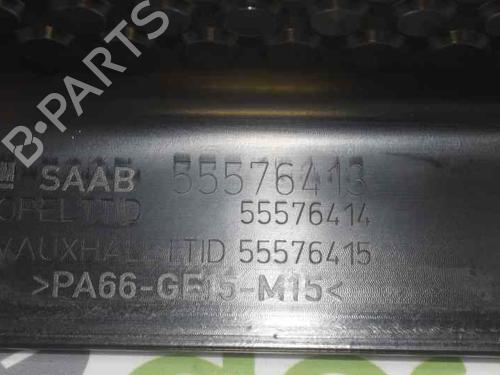 B-PARTS
SAAB 55576413
OPEL TTID 55576414
VAUXHALL TTID 55576415
>PA66-GF15-M15<